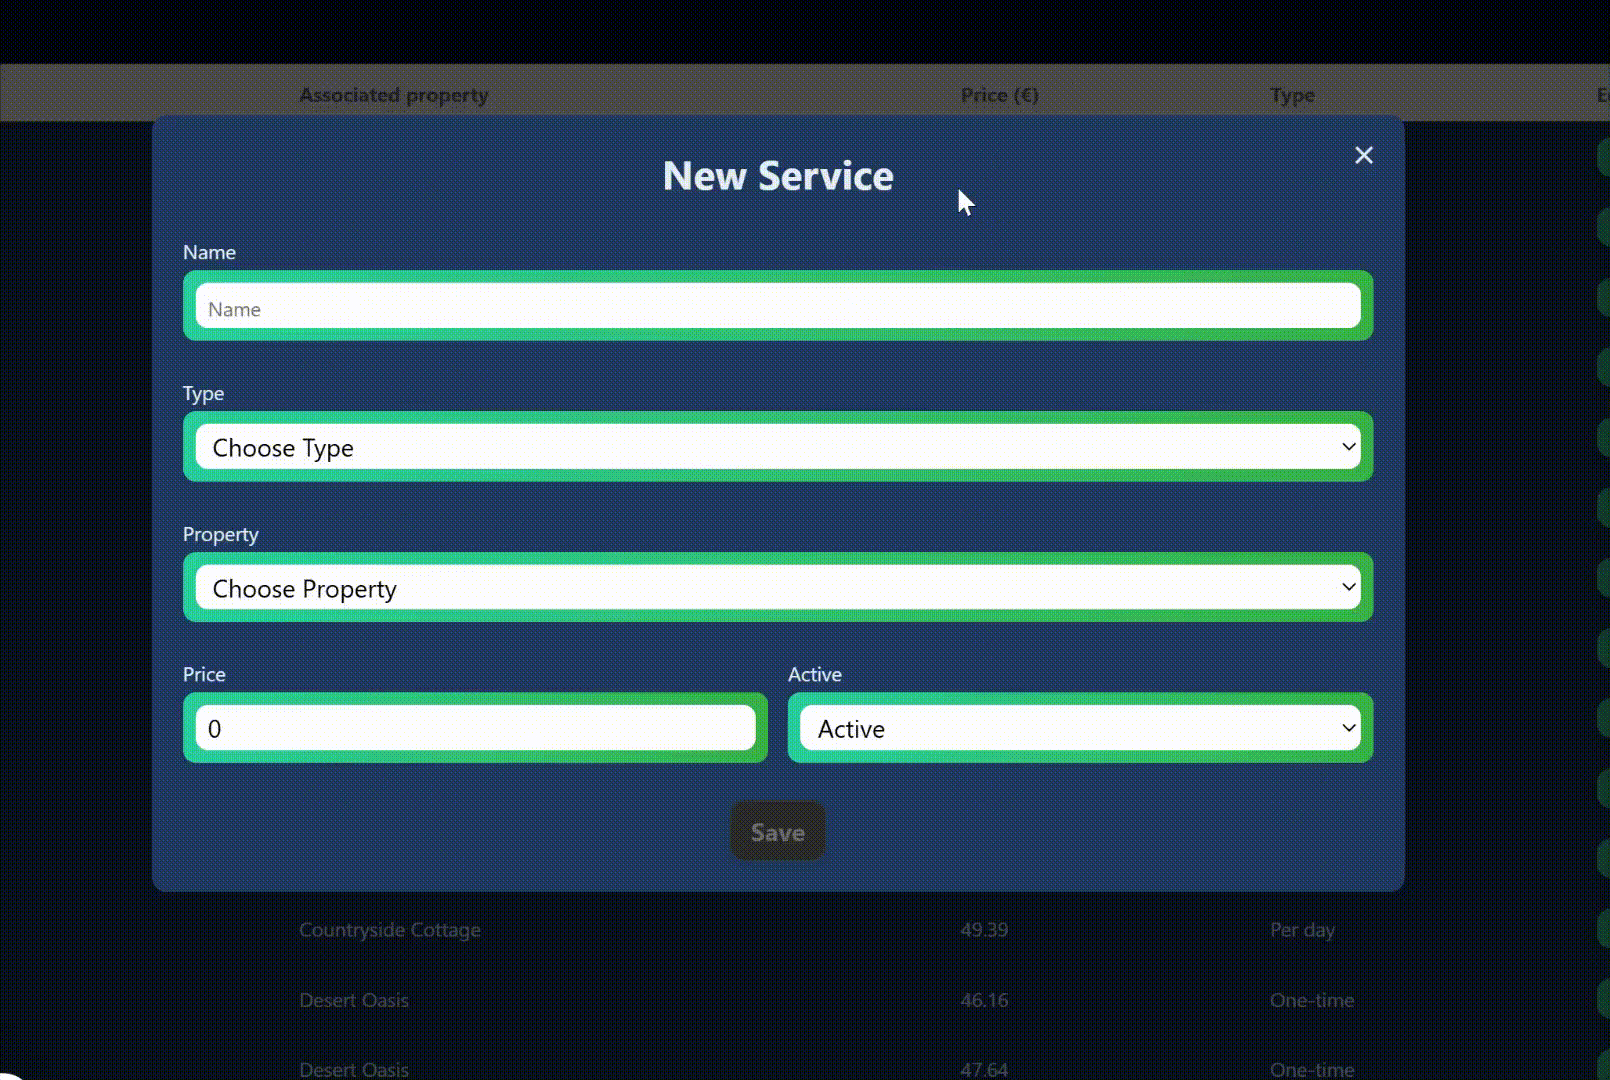 Associated property Price (€) Type
New Service
Name
Name
Type
Choose Type
Property
Choose Property
Price Active
0 Active
Save
Countryside Cottage 49.39 Per day
Desert Oasis 46.16 One-time
Desert Oasis 47.64 One-time